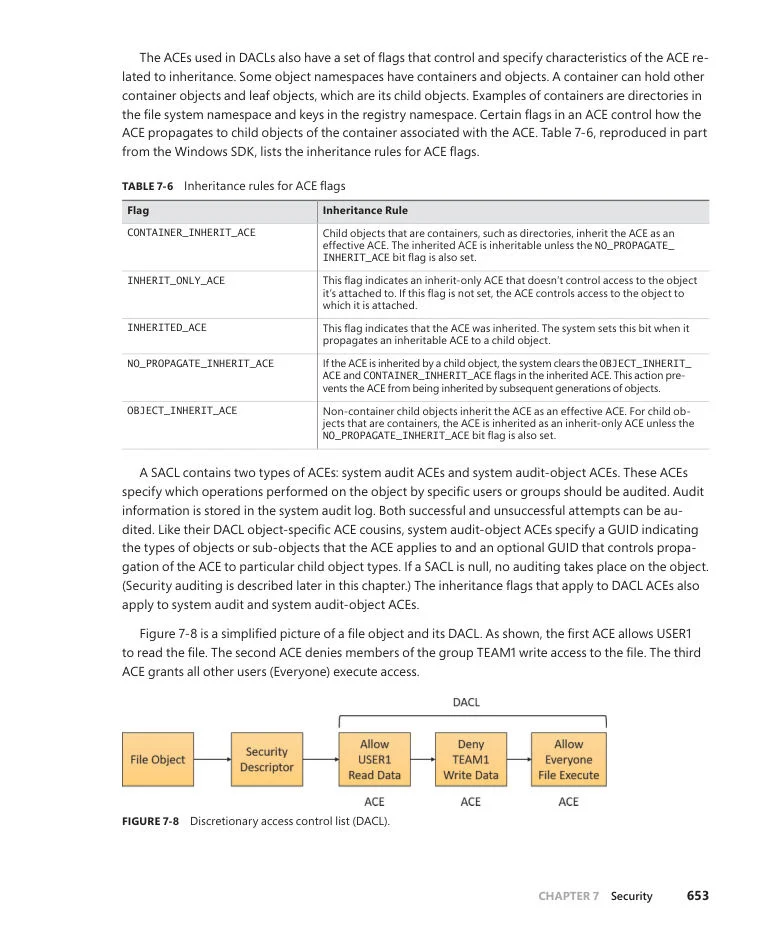 The ACEs used in DACLs also have a set of flags that control and specify characteristics of the ACE re-
lated to inheritance. Some object namespaces have containers and objects. A container can hold other
container objects and leaf objects, which are its child objects. Examples of containers are directories in
the file system namespace and keys in the registry namespace. Certain flags in an ACE control how the
ACE propagates to child objects of the container associated with the ACE. Table 7-6, reproduced in part
from the Windows SDK, lists the inheritance rules for ACE flags.
TABLE 7-6 Inheritance rules for ACE flags
Flag Inheritance Rule
CONTAINER_INHERIT_ACE Child objects that are containers, such as directories, inherit the ACE as an
effective ACE. The inherited ACE is inheritable unless the NO_PROPAGATE_
INHERIT_ACE bit flag is also set.
INHERIT_ONLY_ACE This flag indicates an inherit-only ACE that doesn't control access to the object
it's attached to. If this flag is not set, the ACE controls access to the object to
which it is attached.
INHERITED_ACE This flag indicates that the ACE was inherited. The system sets this bit when it
propagates an inheritable ACE to a child object.
NO_PROPAGATE_INHERIT_ACE If the ACE is inherited by a child object, the system clears the OBJECT_INHERIT_
ACE and CONTAINER_INHERIT_ACE flags in the inherited ACE. This action pre-
vents the ACE from being inherited by subsequent generations of objects.
OBJECT_INHERIT_ACE Non-container child objects inherit the ACE as an effective ACE. For child ob-
jects that are containers, the ACE is inherited as an inherit-only ACE unless the
NO_PROPAGATE_INHERIT_ACE bit flag is also set.
A SACL contains two types of ACEs: system audit ACEs and system audit-object ACEs. These ACEs
specify which operations performed on the object by specific users or groups should be audited. Audit
information is stored in the system audit log. Both successful and unsuccessful attempts can be au-
dited. Like their DACL object-specific ACE cousins, system audit-object ACEs specify a GUID indicating
the types of objects or sub-objects that the ACE applies to and an optional GUID that controls propa-
gation of the ACE to particular child object types. If a SACL is null, no auditing takes place on the object.
(Security auditing is described later in this chapter.) The inheritance flags that apply to DACL ACEs also
apply to system audit and system audit-object ACEs.
Figure 7-8 is a simplified picture of a file object and its DACL. As shown, the first ACE allows USER1
to read the file. The second ACE denies members of the group TEAM1 write access to the file. The third
ACE grants all other users (Everyone) execute access.
DACL
File Object
Security
Descriptor
Allow
USER1
Read Data
Deny
TEAM1
Write Data
Allow
Everyone
File Execute
ACE ACE ACE
FIGURE 7-8 Discretionary access control list (DACL).
CHAPTER 7 Security 653